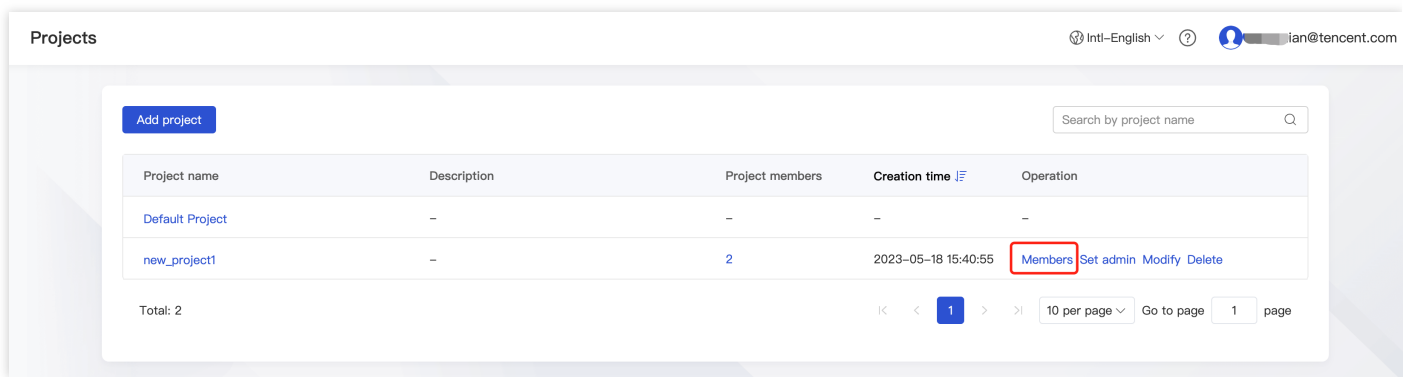 Projects
Intl-English
ian@tencent.com
Add project
Search by project name
Project name Description Project members Creation time Operation
Default Project – – – –
new_project1 – 2 2023-05-18 15:40:55 Members Set admin Modify Delete
Total: 2 1 10 per page Go to page 1 page